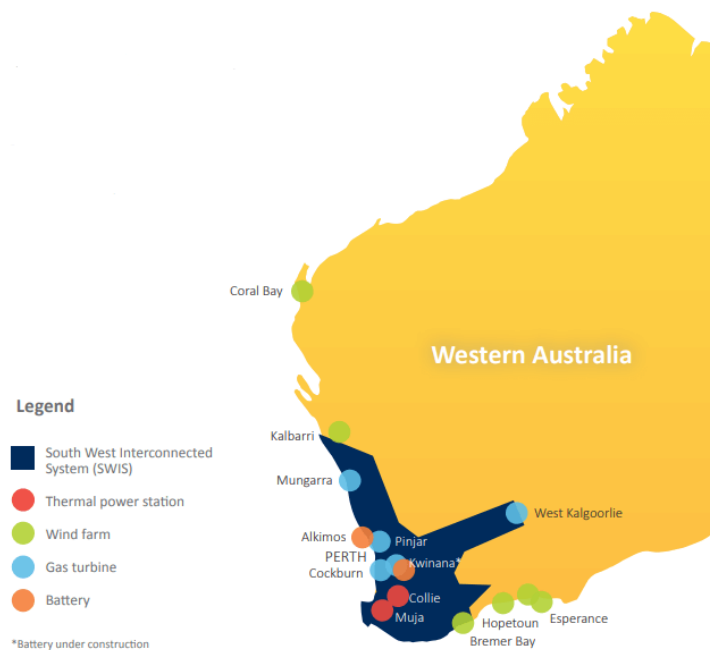 Coral Bay
Western Australia
Legend
South West Interconnected
System (SWIS)
Thermal power station
Wind farm
Gas turbine
Battery
*Battery under construction
Kalbarri
Mungarra
West Kalgoorlie
Alkimos
Pinjar
PERTH
Kwinana*
Cockburn
Collie
Muja
Hopetoun
Esperance
Bremer Bay